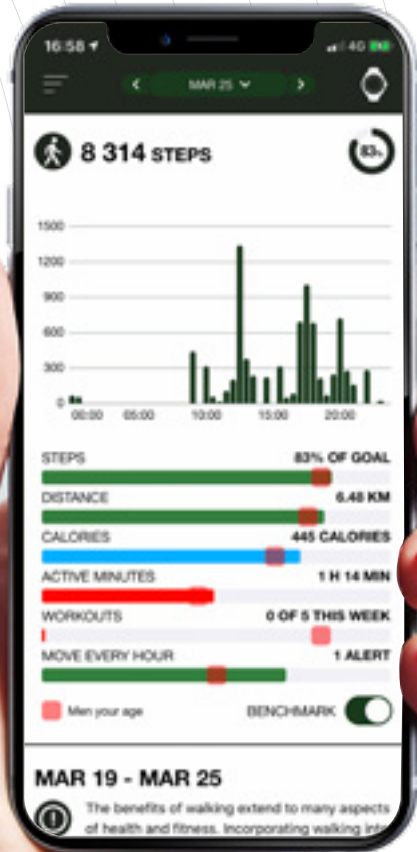 16:58 4G
MAR 25
8 314 STEPS
83%
1500
1200
900
600
300
0
00:00 05:00 10:00 15:00 20:00
STEPS 83% OF GOAL
DISTANCE 6.48 KM
CALORIES 445 CALORIES
ACTIVE MINUTES 1 H 14 MIN
WORKOUTS 0 OF 5 THIS WEEK
MOVE EVERY HOUR 1 ALERT
Men your age BENCHMARK
MAR 19 - MAR 25
The benefits of walking extend to many aspects
of health and fitness. Incorporating walking into